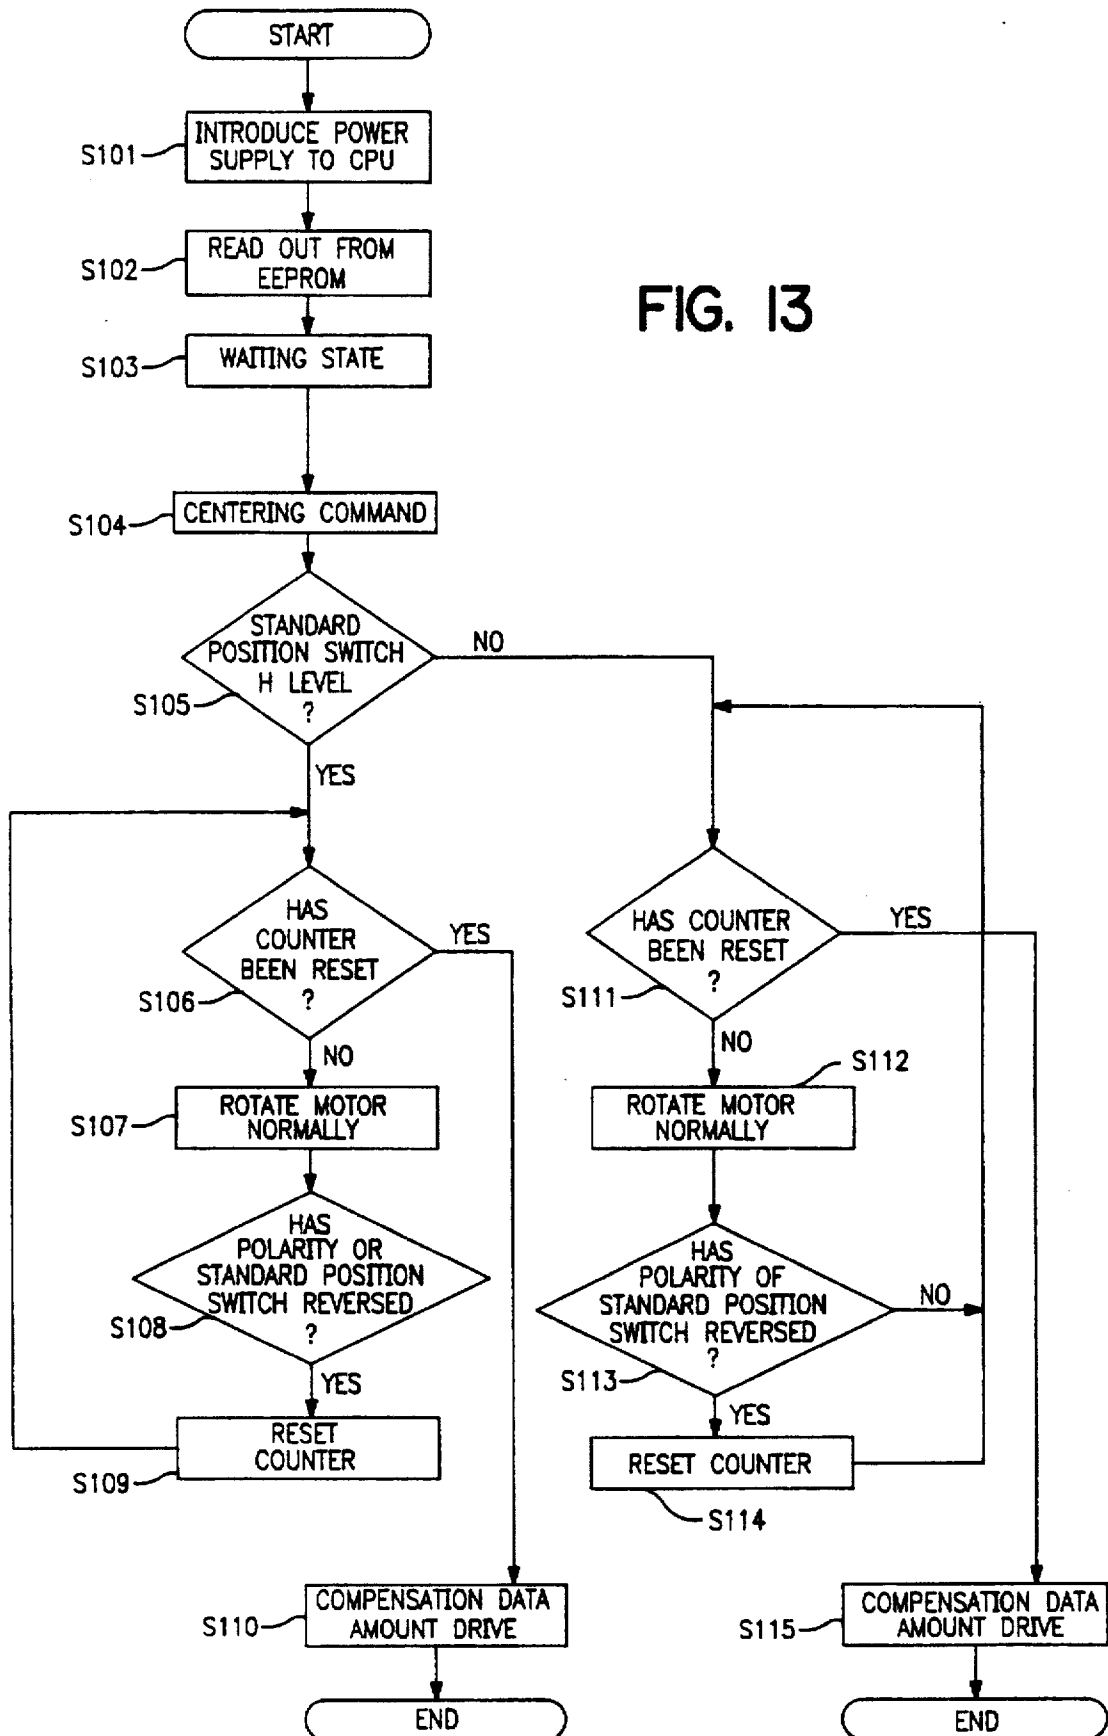 START
S101
INTRODUCE POWER
SUPPLY TO CPU
S102
READ OUT FROM
EEPROM
FIG. 13
S103
WAITING STATE
S104
CENTERING COMMAND
STANDARD
POSITION SWITCH
H LEVEL
?
S105
NO
YES
HAS
COUNTER
BEEN RESET
?
S106
YES
NO
HAS COUNTER
BEEN RESET
?
S111
YES
NO
S107
ROTATE MOTOR
NORMALLY
S112
ROTATE MOTOR
NORMALLY
HAS
POLARITY OR
STANDARD POSITION
SWITCH REVERSED
?
S108
YES
HAS
POLARITY OF
STANDARD POSITION
SWITCH REVERSED
?
S113
NO
YES
RESET
COUNTER
S109
RESET COUNTER
S114
S110
COMPENSATION DATA
AMOUNT DRIVE
S115
COMPENSATION DATA
AMOUNT DRIVE
END
END